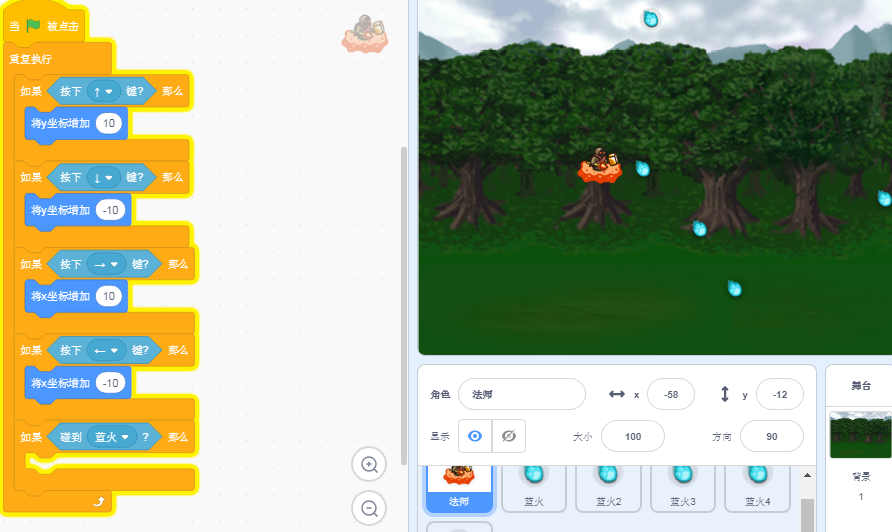 当 被点击
重复执行
如果 按下 ↑ 键? 那么
将y坐标增加 10
如果 按下 ↓ 键? 那么
将y坐标增加 -10
如果 按下 → 键? 那么
将x坐标增加 10
如果 按下 ← 键? 那么
将x坐标增加 -10
如果 碰到 蓝火 ? 那么
角色 法师 x -58 y -12
显示 大小 100 方向 90
法师 蓝火 蓝火2 蓝火3 蓝火4
舞台
背景
1